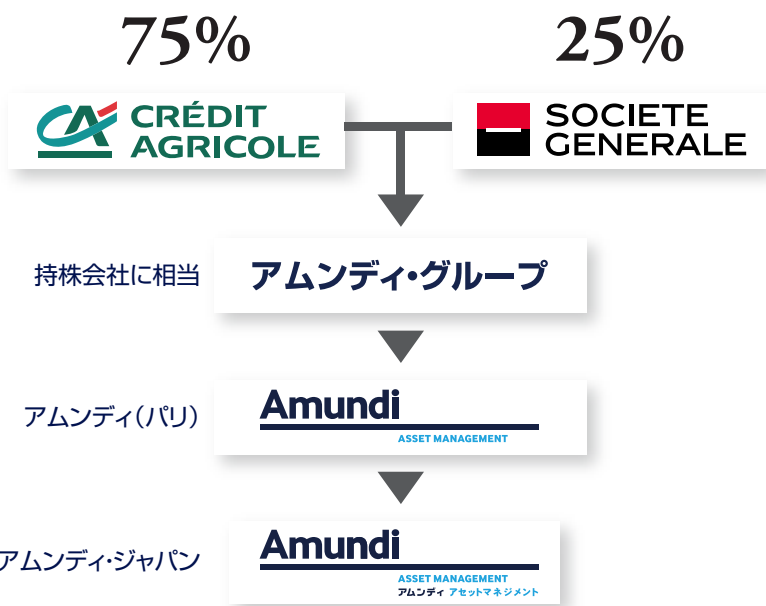 75%
25%
CRÉDIT
AGRICOLE
SOCIETE
GENERALE
持株会社に相当
アムンディ・グループ
アムンディ(パリ)
Amundi
ASSET MANAGEMENT
アムンディ・ジャパン
Amundi
ASSET MANAGEMENT
アムンディ アセットマネジメント